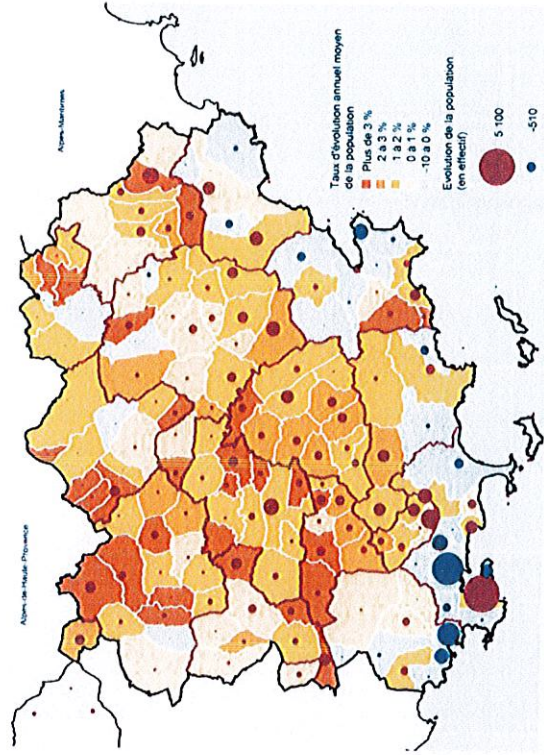 Alpes-de-Haute-Provence
Alpes-Maritimes
Taux d'évolution annuel moyen
de la population
Plus de 3 %
2 à 3 %
1 à 2 %
0 à 1 %
-10 à 0 %
Evolution de la population
(en effectif)
5 100
-510